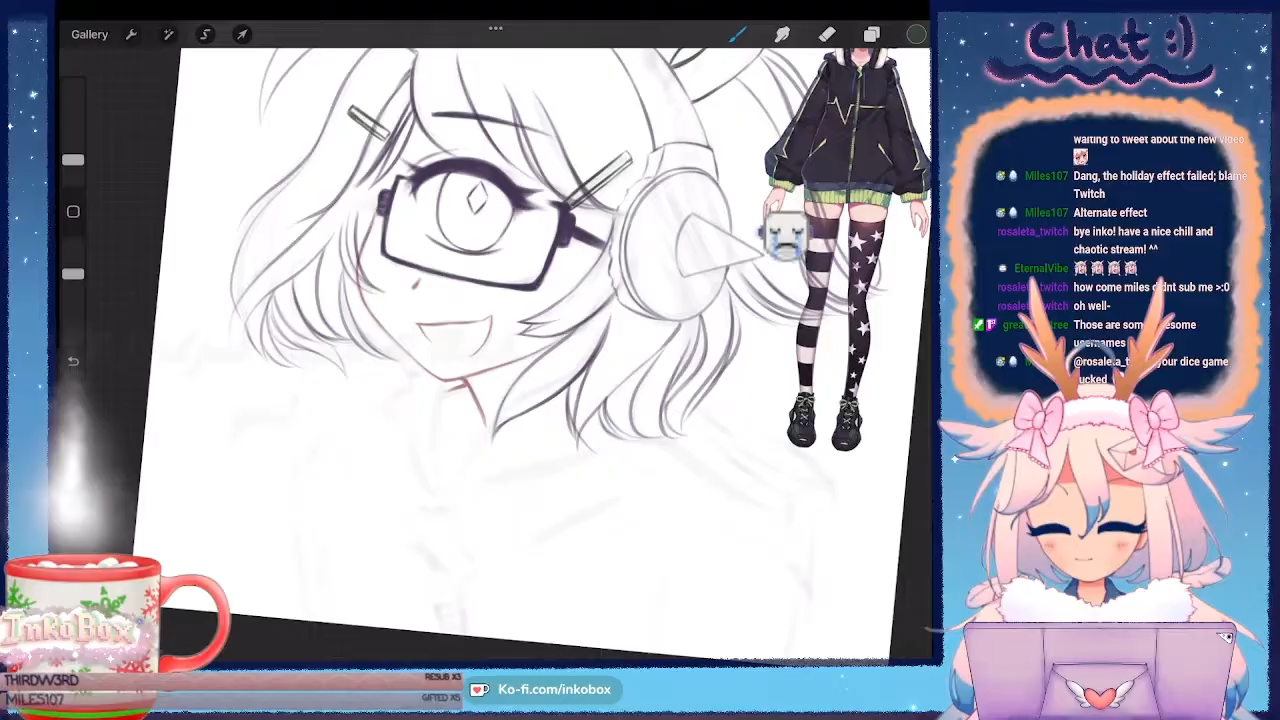 Gallery
Chat :)
waiting to tweet about the new video
Miles107 Dang, the holiday effect failed; blame
Twitch
Miles107 Alternate effect
rosaleta_twitch bye inko! have a nice chill and
chaotic stream! ^^
EternalVibe
rosaleta_twitch how come miles didnt sub me >:0
rosaleta_twitch oh well-
Those are some awesome
usernames
your dice game
sucked
InkoBox
THIRDW3RD RESUB X3
MILES107 GIFTED X5
Ko-fi.com/inkobox